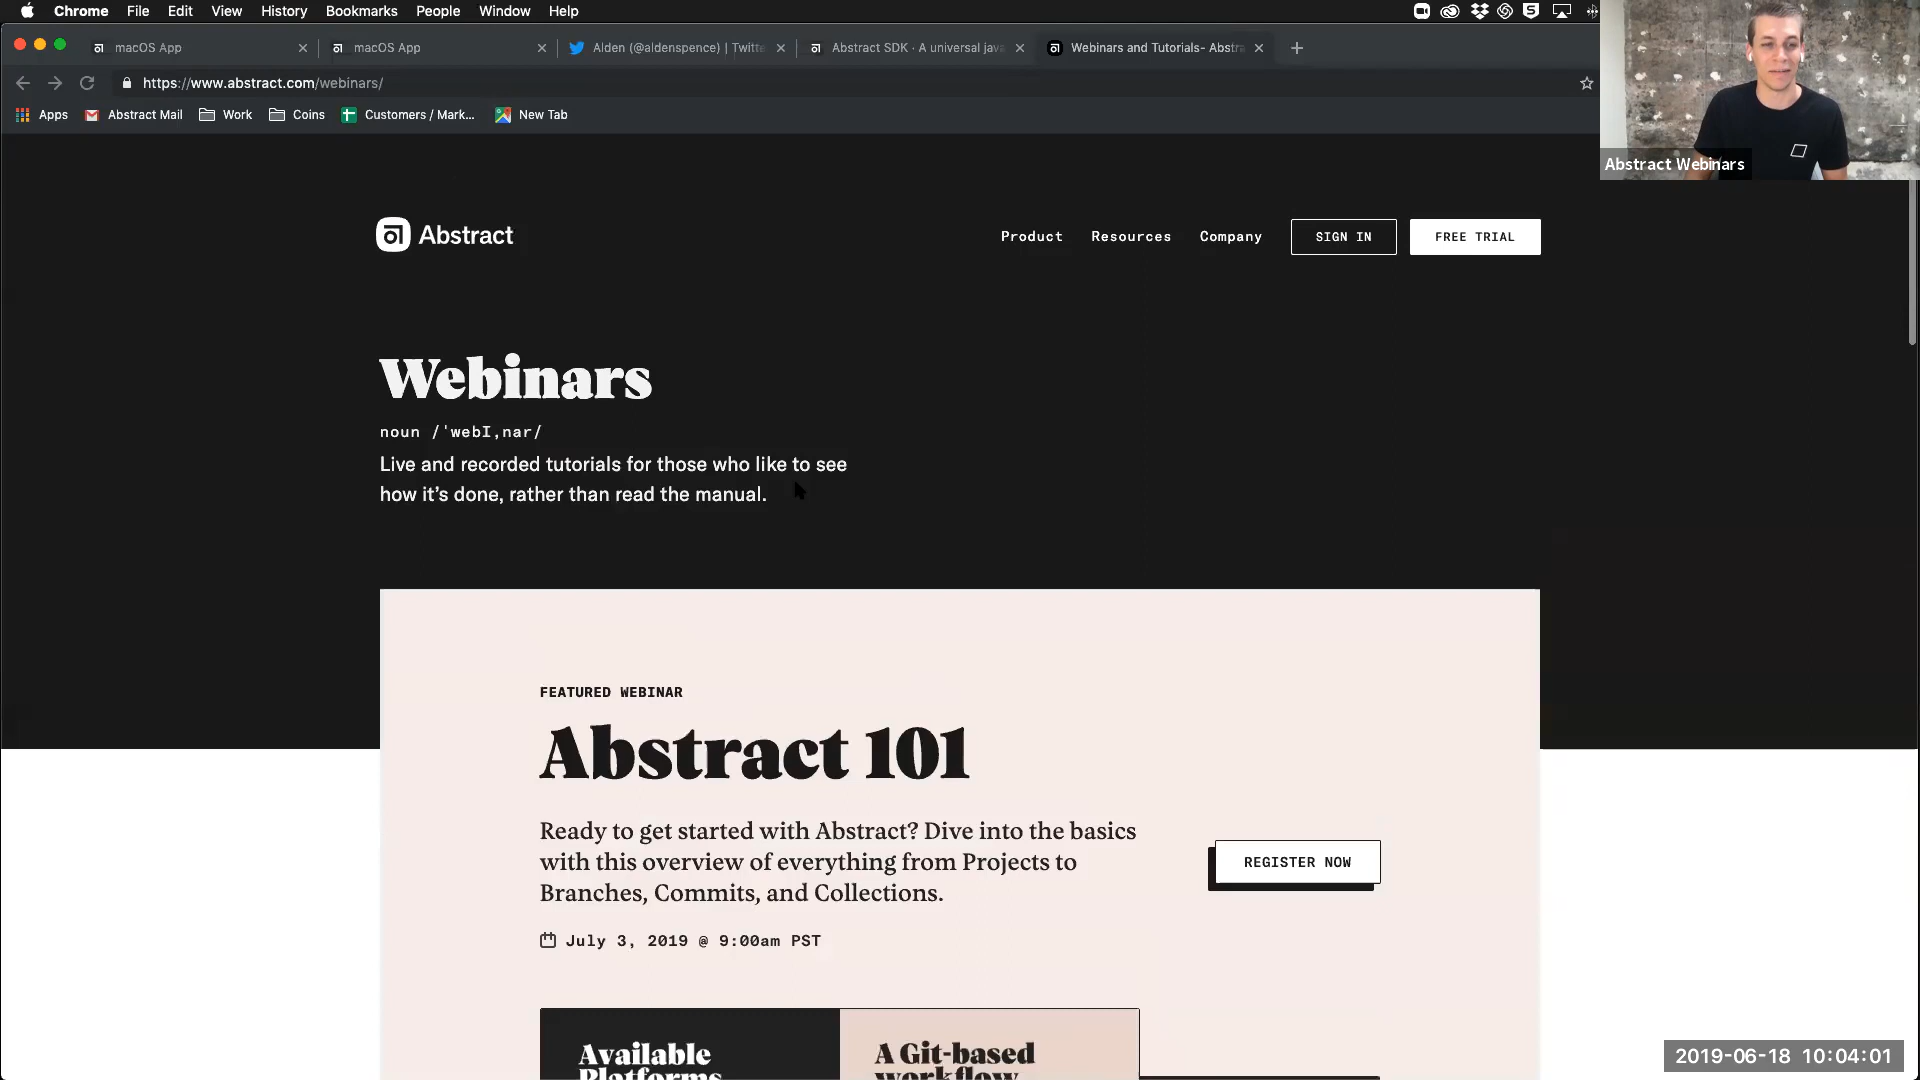 Chrome File Edit View History Bookmarks People Window Help
macOS App
macOS App
Alden (@aldenspence) | Twitte
Abstract SDK · A universal java
Webinars and Tutorials- Abstra
https://www.abstract.com/webinars/
Apps
Abstract Mail
Work
Coins
Customers / Mark...
New Tab
Abstract Webinars
Abstract
Product Resources Company SIGN IN FREE TRIAL
Webinars
noun /ˈwebI,nar/
Live and recorded tutorials for those who like to see
how it's done, rather than read the manual.
FEATURED WEBINAR
Abstract 101
Ready to get started with Abstract? Dive into the basics
with this overview of everything from Projects to
Branches, Commits, and Collections.
REGISTER NOW
July 3, 2019 @ 9:00am PST
Available
Platforms
A Git-based
workflow
2019-06-18 10:04:01